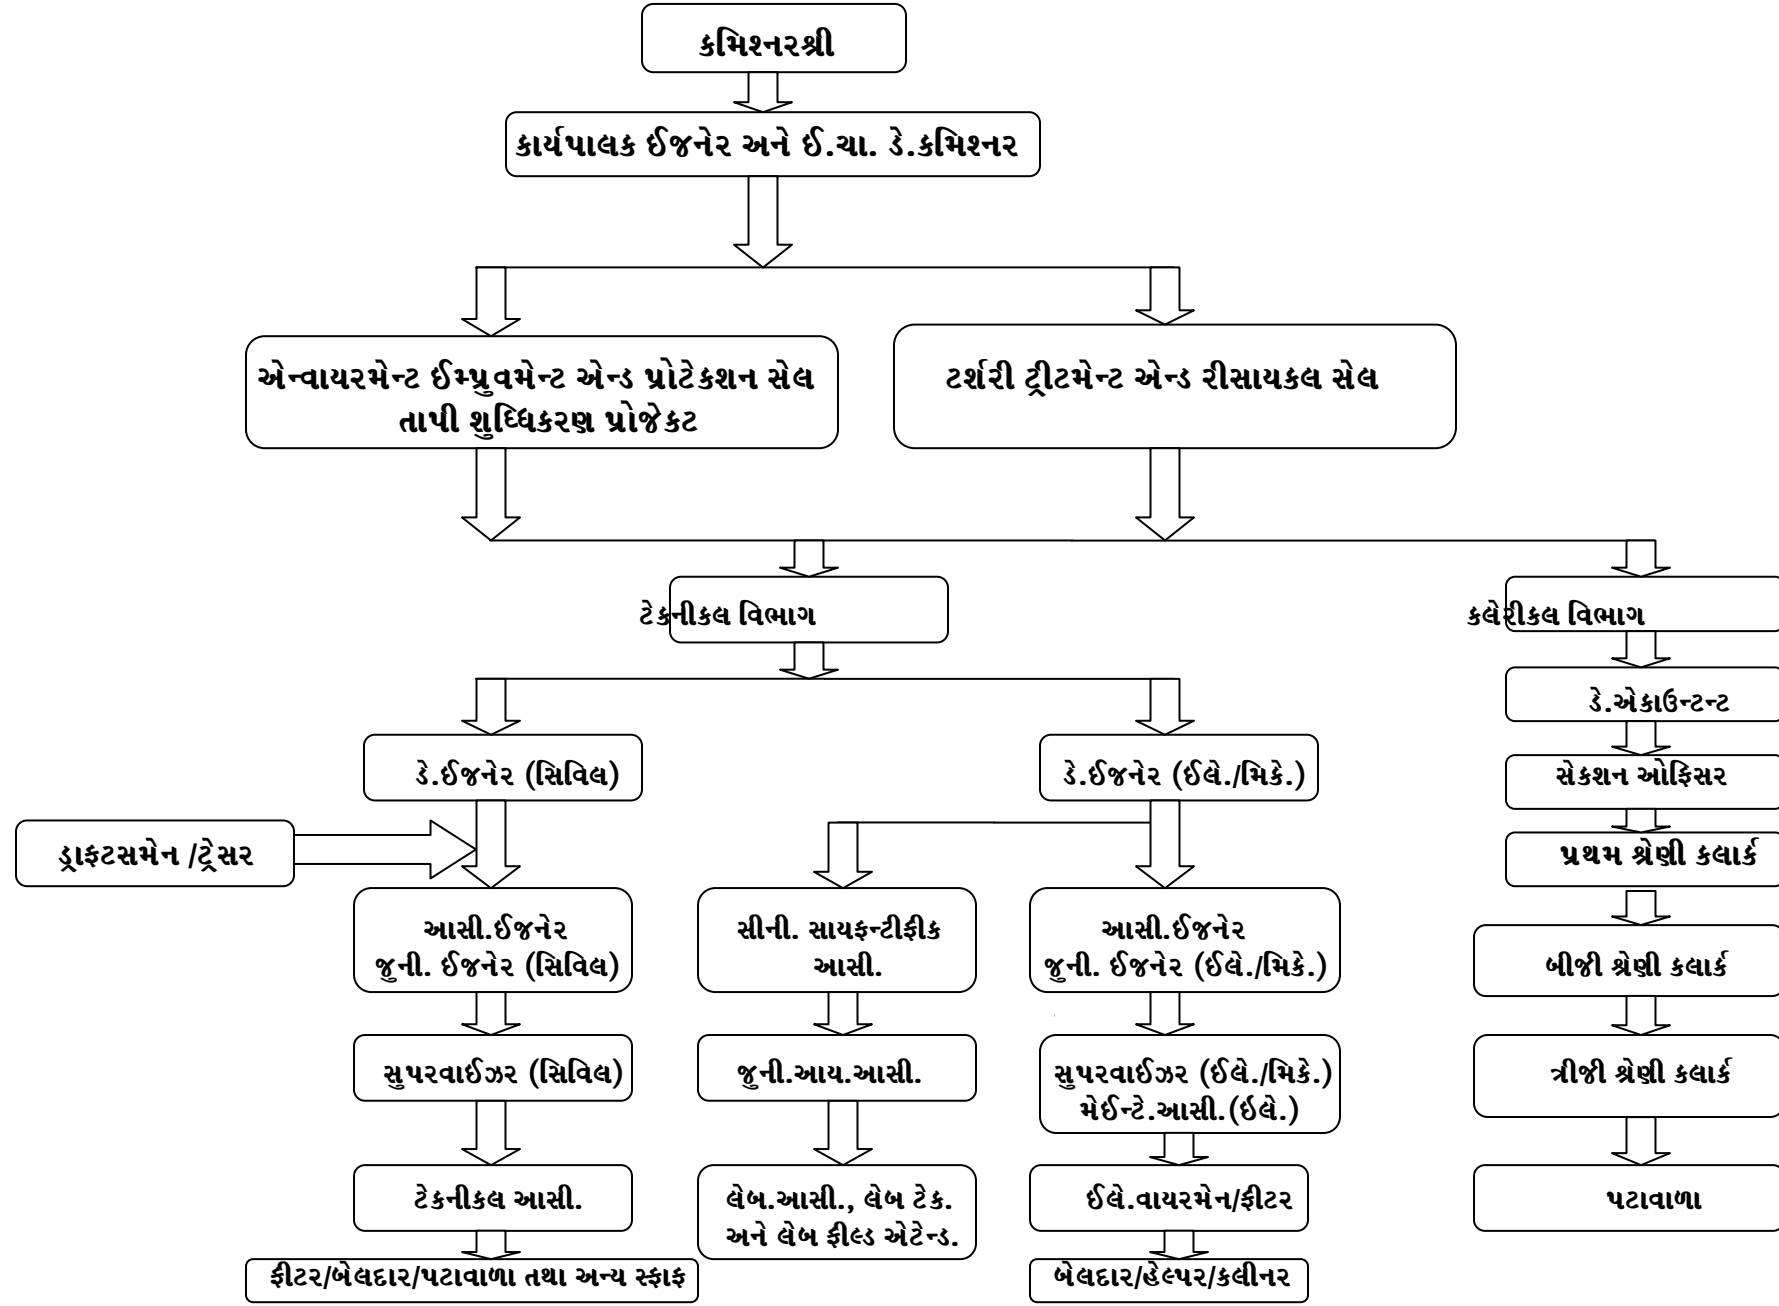 કમિશ્નરશ્રી
કાર્યપાલક ઈજનેર અને ઈ.ચા. ડે.કમિશ્નર
એન્વાયરમેન્ટ ઈમ્પ્રુવમેન્ટ એન્ડ પ્રોટેકશન સેલ
તાપી શુધ્ધિકરણ પ્રોજેકટ
ટર્શરી ટ્રીટમેન્ટ એન્ડ રીસાયકલ સેલ
ટેકનીકલ વિભાગ
કલેરીકલ વિભાગ
ડે.એકાઉન્ટન્ટ
ડે.ઈજનેર (સિવિલ)
ડે.ઈજનેર (ઈલે./મિકે.)
સેકશન ઓફિસર
ડ્રાફટસમેન /ટ્રેસર
પ્રથમ શ્રેણી કલાર્ક
આસી.ઈજનેર
જુની. ઈજનેર (સિવિલ)
સીની. સાયફન્ટીફીક
આસી.
આસી.ઈજનેર
જુની. ઈજનેર (ઈલે./મિકે.)
બીજી શ્રેણી કલાર્ક
સુપરવાઈઝર (સિવિલ)
જુની.આય.આસી.
સુપરવાઈઝર (ઈલે./મિકે.)
મેઈન્ટે.આસી.(ઇલે.)
ત્રીજી શ્રેણી કલાર્ક
ટેકનીકલ આસી.
લેબ.આસી., લેબ ટેક.
અને લેબ ફીલ્ડ એટેન્ડ.
ઈલે.વાયરમેન/ફીટર
પટાવાળા
ફીટર/બેલદાર/પટાવાળા તથા અન્ય સ્ફાફ
બેલદાર/હેલ્પર/કલીનર